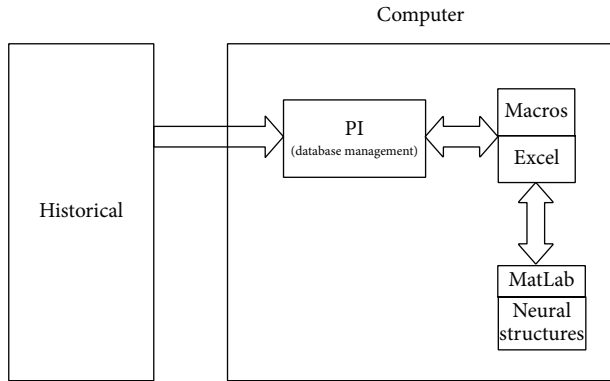 Computer
Macros
PI
(database management)
Excel
Historical
MatLab
Neural
structures